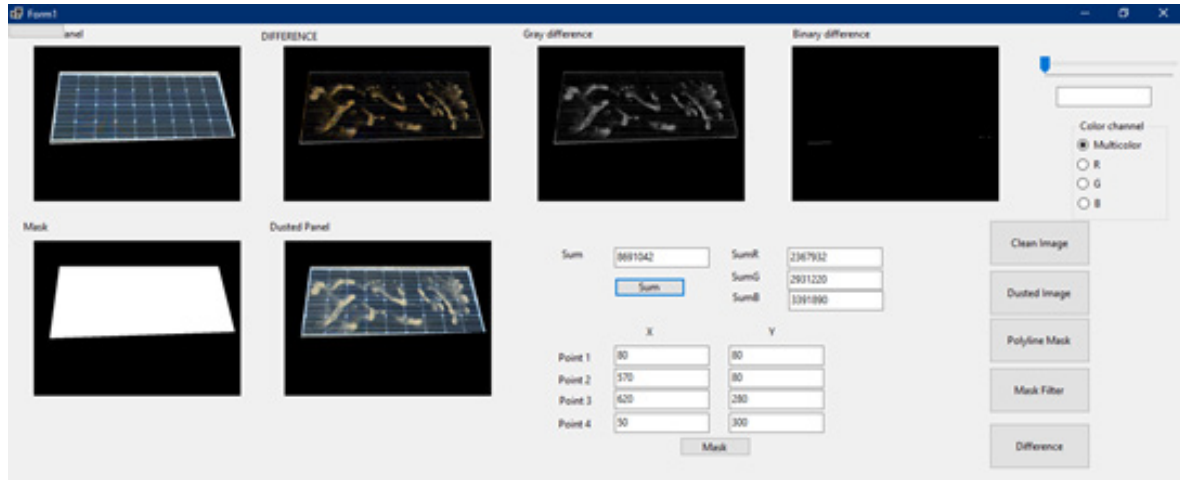 Form1
anel
DIFFERENCE
Gray difference
Binary difference
Color channel
Multicolor
R
G
B
Mask
Dusted Panel
Sum
8691042
SumR
2367932
Sum
SumG
2931220
SumB
3391890
X
Y
Point 1
80
80
Point 2
570
80
Point 3
620
280
Point 4
50
300
Mask
Clean Image
Dusted Image
Polyline Mask
Mask Filter
Difference